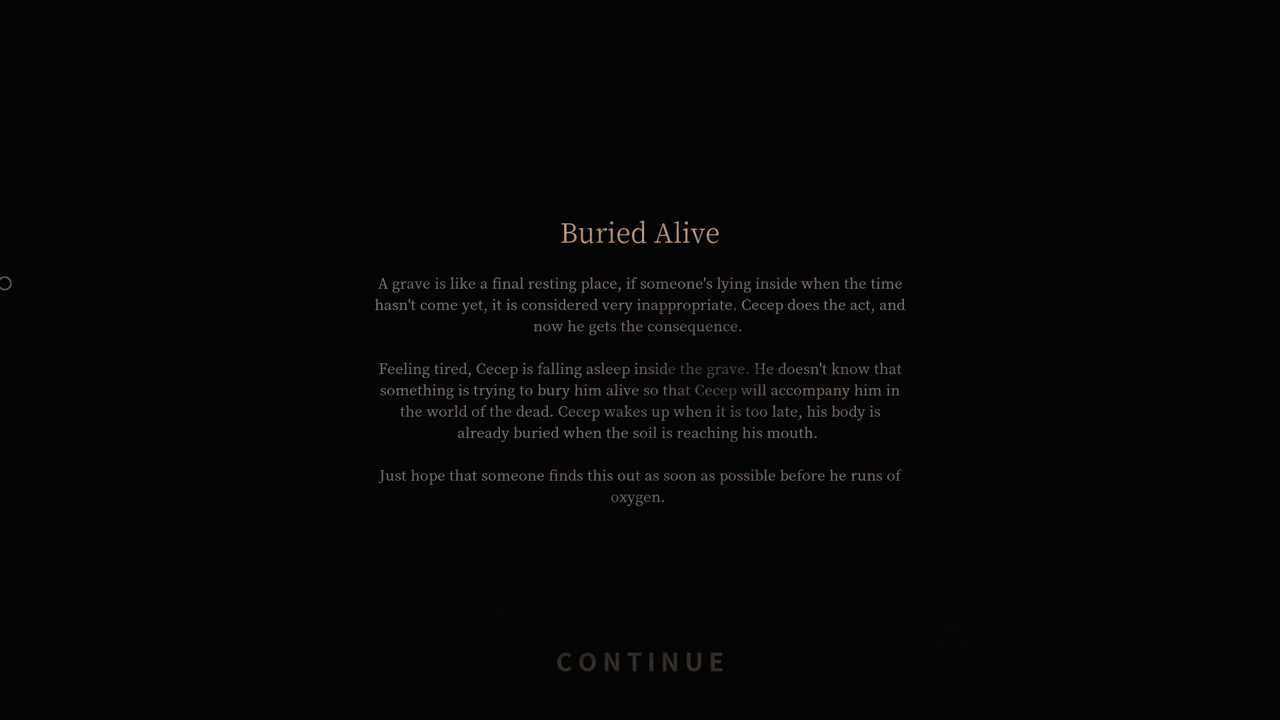 Buried Alive
A grave is like a final resting place, if someone's lying inside when the time
hasn't come yet, it is considered very inappropriate. Cecep does the act, and
now he gets the consequence.
Feeling tired, Cecep is falling asleep inside the grave. He doesn't know that
something is trying to bury him alive so that Cecep will accompany him in
the world of the dead. Cecep wakes up when it is too late, his body is
already buried when the soil is reaching his mouth.
Just hope that someone finds this out as soon as possible before he runs of
oxygen.
CONTINUE